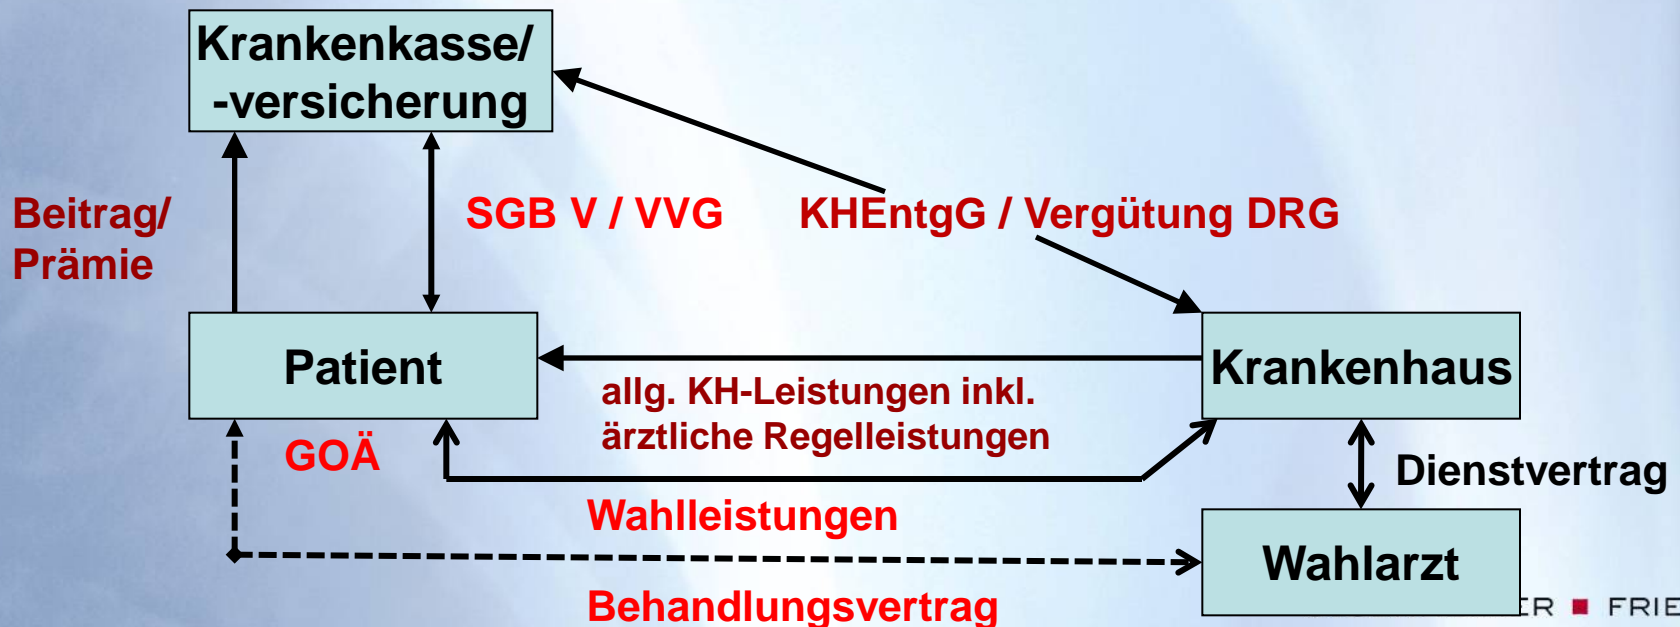 Krankenkasse/
-versicherung
Beitrag/
Prämie
SGB V / VVG
KHEntgG / Vergütung DRG
Patient
Krankenhaus
allg. KH-Leistungen inkl.
ärztliche Regelleistungen
GOÄ
Dienstvertrag
Wahlleistungen
Wahlarzt
Behandlungsvertrag